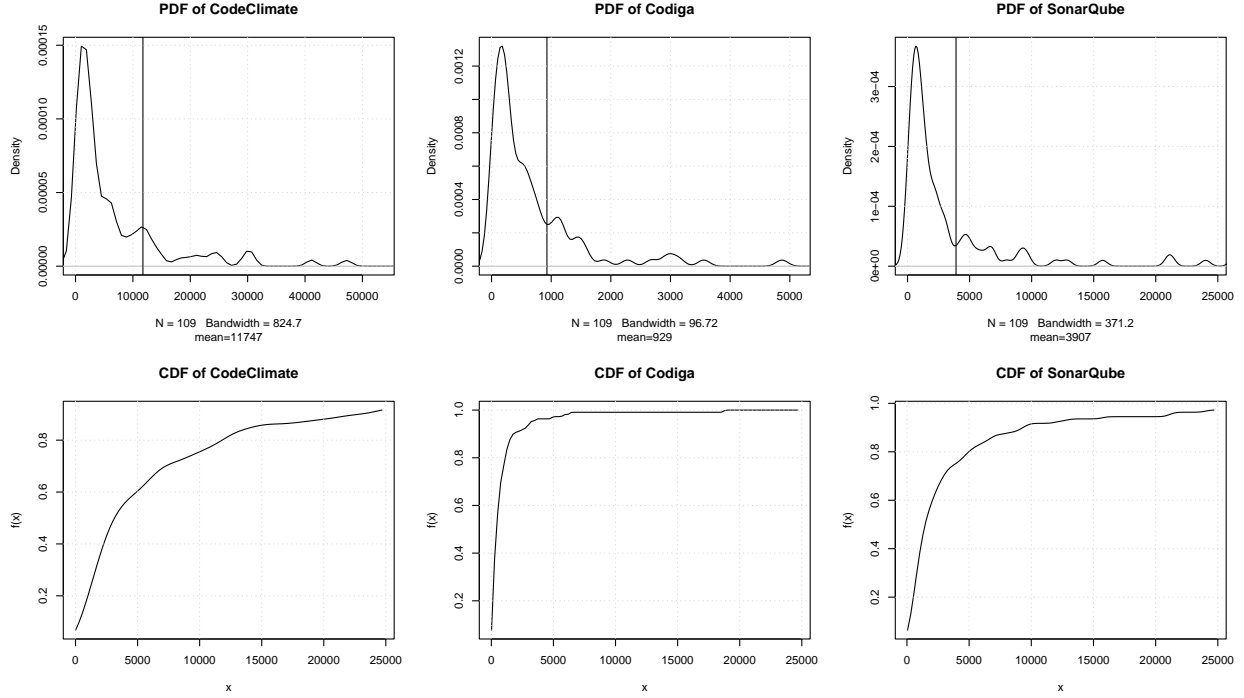 PDF of CodeClimate
Density
0.00000
0.00005
0.00010
0.00015
0
10000
20000
30000
40000
50000
N = 109 Bandwidth = 824.7
mean=11747
PDF of Codiga
Density
0.0000
0.0004
0.0008
0.0012
0
1000
2000
3000
4000
5000
N = 109 Bandwidth = 96.72
mean=929
PDF of SonarQube
Density
0e+00
1e−04
2e−04
3e−04
0
5000
10000
15000
20000
25000
N = 109 Bandwidth = 371.2
mean=3907
CDF of CodeClimate
f(x)
0.2
0.4
0.6
0.8
0
5000
10000
15000
20000
25000
x
CDF of Codiga
f(x)
0.2
0.4
0.6
0.8
1.0
0
5000
10000
15000
20000
25000
x
CDF of SonarQube
f(x)
0.2
0.4
0.6
0.8
1.0
0
5000
10000
15000
20000
25000
x